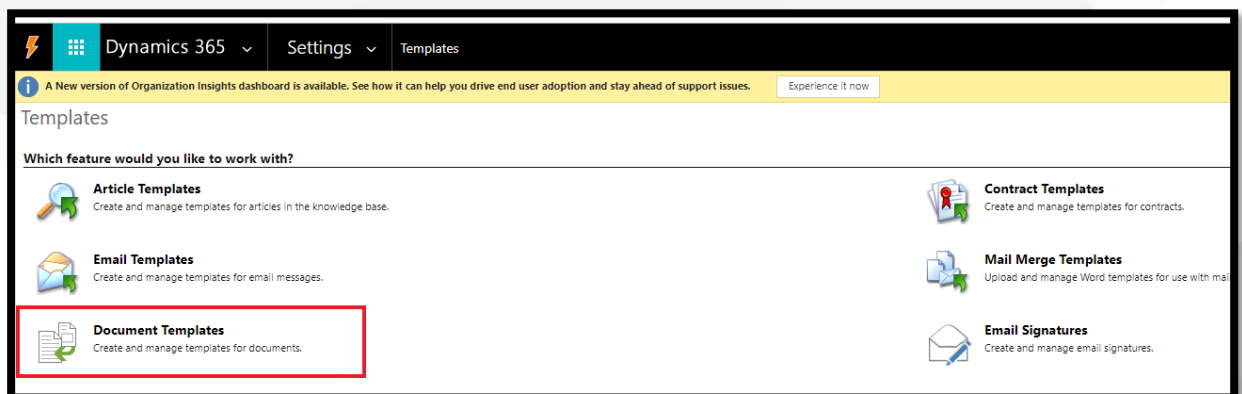 Dynamics 365 Settings Templates
A New version of Organization Insights dashboard is available. See how it can help you drive end user adoption and stay ahead of support issues. Experience it now
Templates
Which feature would you like to work with?
Article Templates
Create and manage templates for articles in the knowledge base.
Contract Templates
Create and manage templates for contracts.
Email Templates
Create and manage templates for email messages.
Mail Merge Templates
Upload and manage Word templates for use with mai
Document Templates
Create and manage templates for documents.
Email Signatures
Create and manage email signatures.